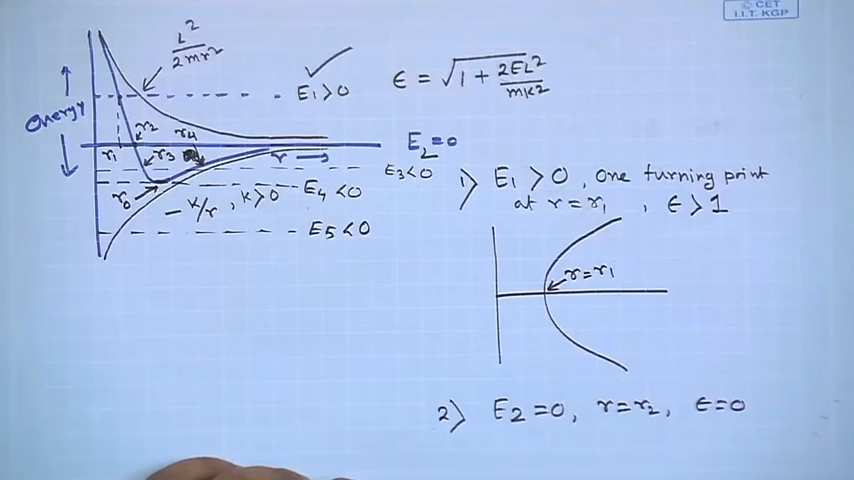 © CET
I.I.T. KGP
L²/2mr²
E₁>0
ϵ = √(1 + 2EL²/mk²)
Energy
r₂
r₄
E₂=0
r₁
r₃
r →
E₃<0
r₀
- k/r , k>0
E₄<0
E₅<0
1) E₁ > 0 , One turning point
at r = r₁ , ϵ > 1
r=r₁
2) E₂ = 0, r=r₂, ϵ=0